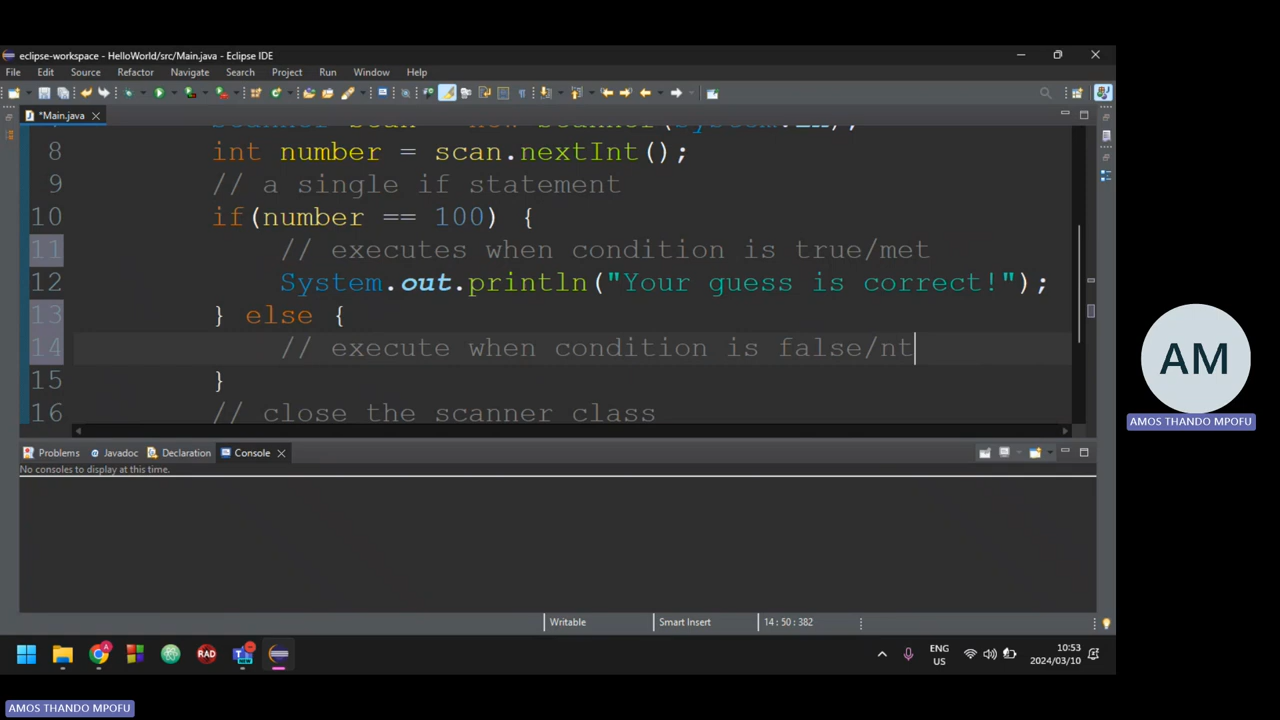 eclipse-workspace - HelloWorld/src/Main.java - Eclipse IDE
File Edit Source Refactor Navigate Search Project Run Window Help
*Main.java
8 int number = scan.nextInt();
9 // a single if statement
10 if(number == 100) {
11 // executes when condition is true/met
12 System.out.println("Your guess is correct!");
13 } else {
14 // execute when condition is false/nt
15 }
16 // close the scanner class
AM
AMOS THANDO MPOFU
Problems Javadoc Declaration Console
No consoles to display at this time.
Writable Smart Insert 14 : 50 : 382
RAD
ENG
US
10:53
2024/03/10
AMOS THANDO MPOFU